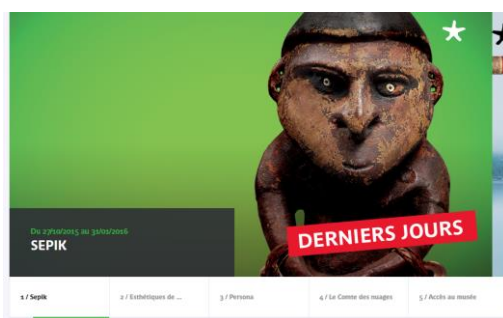 DERNIERS JOURS
Du 27/10/2015 au 31/01/2016
SEPIK
1 / Sepik
2 / Esthétiques de ...
3 / Persona
4 / Le Comte des nuages
5 / Accès au musée